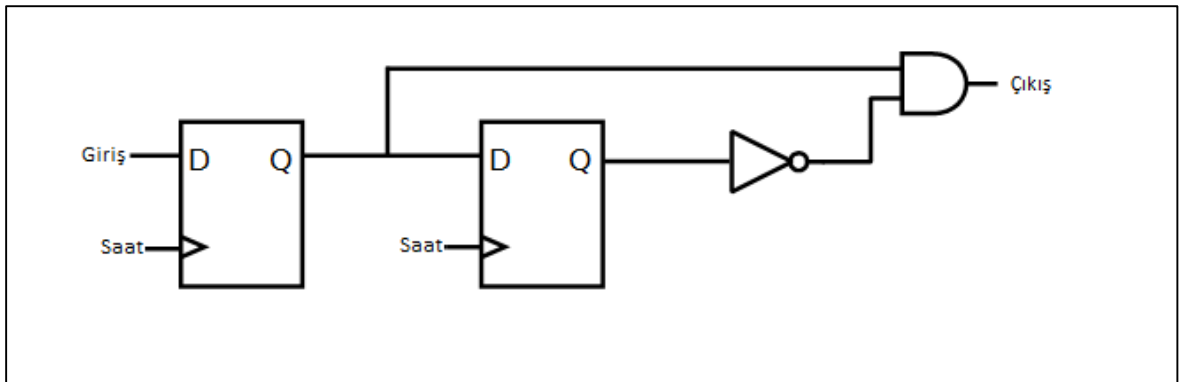 Çıkış
Giriş
D
Q
D
Q
Saat
Saat